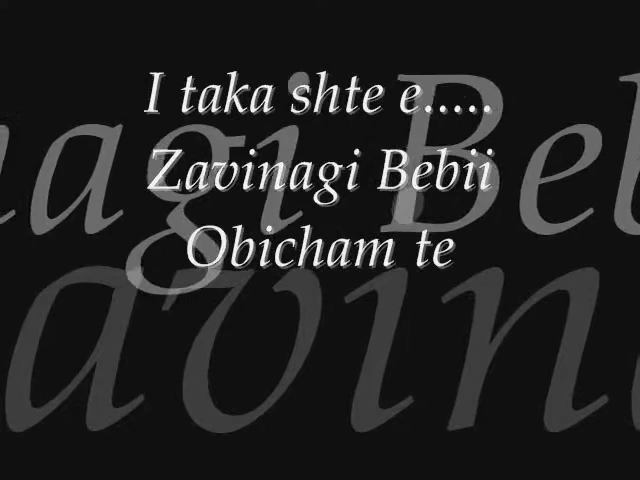 I taka shte e.....
Zavinagi Bebii
Obicham te